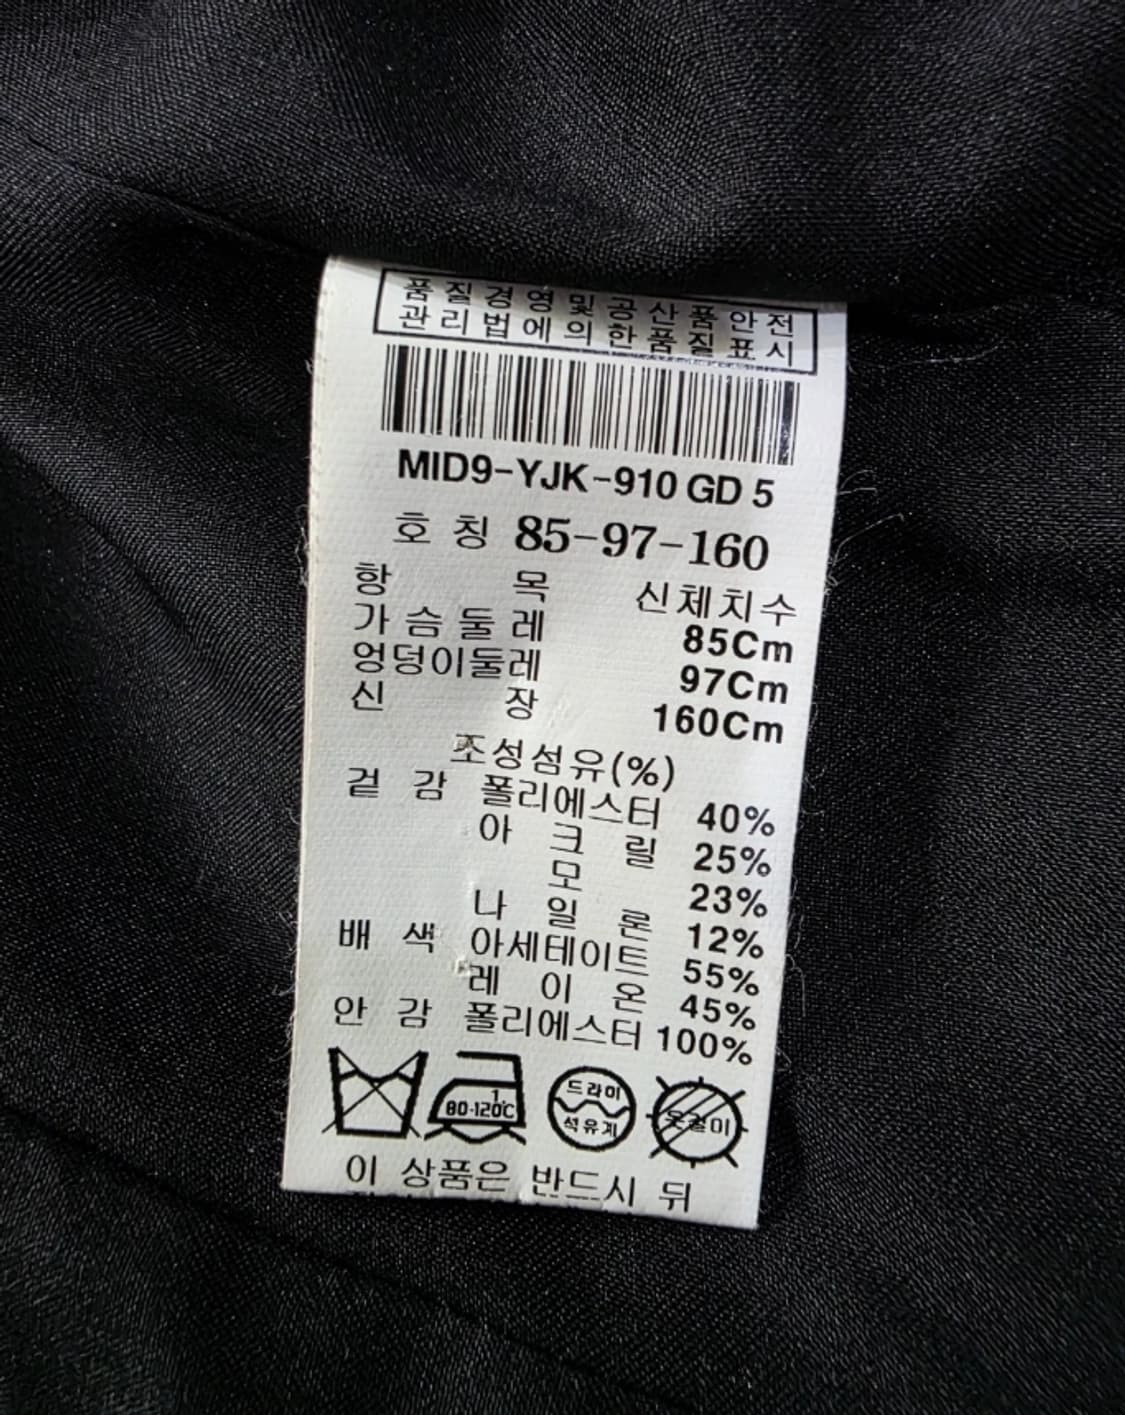 품질경영및공산품안전
관리법에의한품질표시
MID9-YJK-910 GD 5
호 칭 85-97-160
항 목 신체치수
가슴둘레 85Cm
엉덩이둘레 97Cm
신 장 160Cm
조성섬유(%)
겉 감 폴리에스터 40%
아 크 릴 25%
모 23%
나 일 론 12%
배 색 아세테이트 55%
레 이 온 45%
안 감 폴리에스터 100%
1
80-120℃
드라이
석유계
옷걸이
이 상품은 반드시 뒤